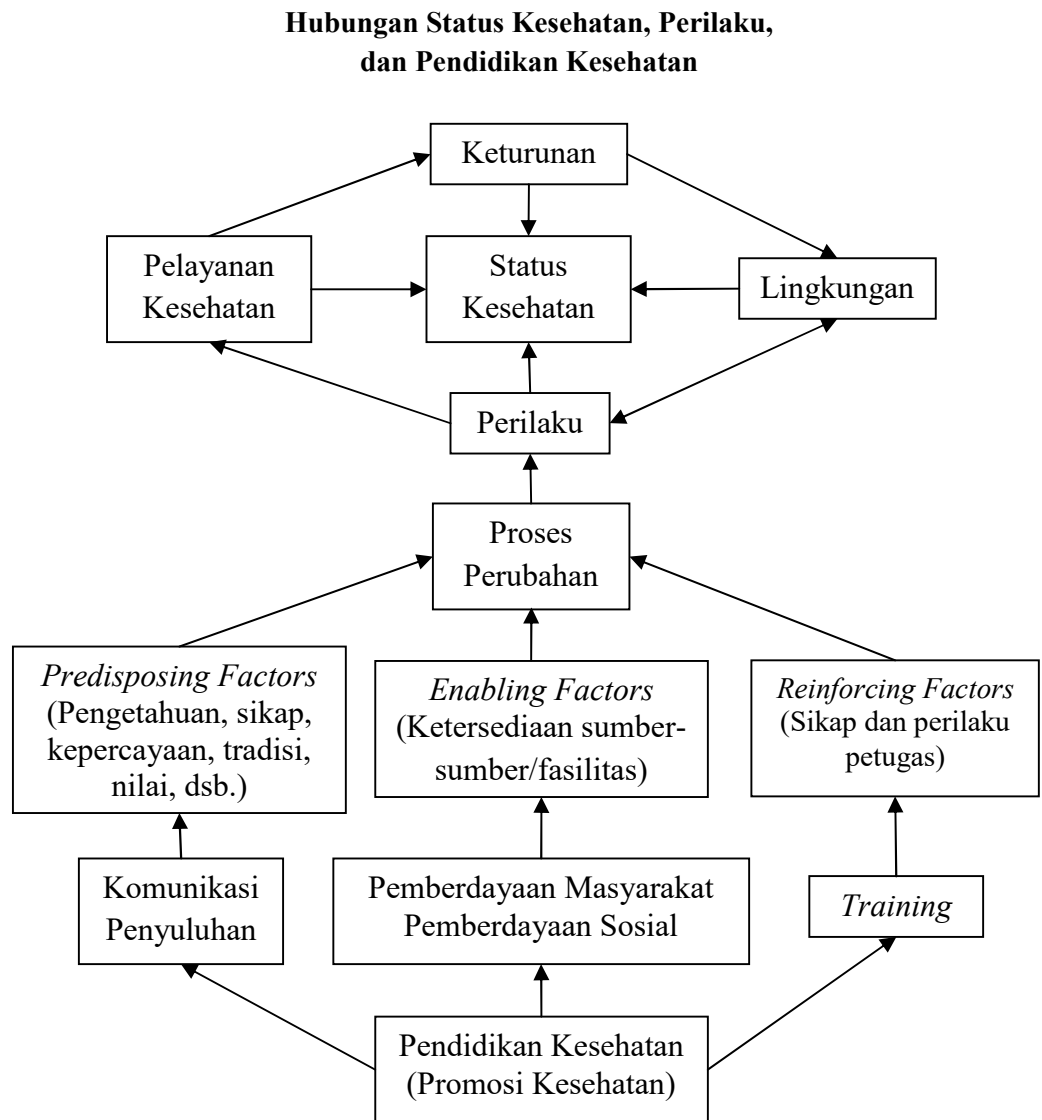 Hubungan Status Kesehatan, Perilaku,
dan Pendidikan Kesehatan
Keturunan
Pelayanan
Kesehatan
Status
Kesehatan
Lingkungan
Perilaku
Proses
Perubahan
Predisposing Factors
(Pengetahuan, sikap,
kepercayaan, tradisi,
nilai, dsb.)
Enabling Factors
(Ketersediaan sumber-
sumber/fasilitas)
Reinforcing Factors
(Sikap dan perilaku
petugas)
Komunikasi
Penyuluhan
Pemberdayaan Masyarakat
Pemberdayaan Sosial
Training
Pendidikan Kesehatan
(Promosi Kesehatan)